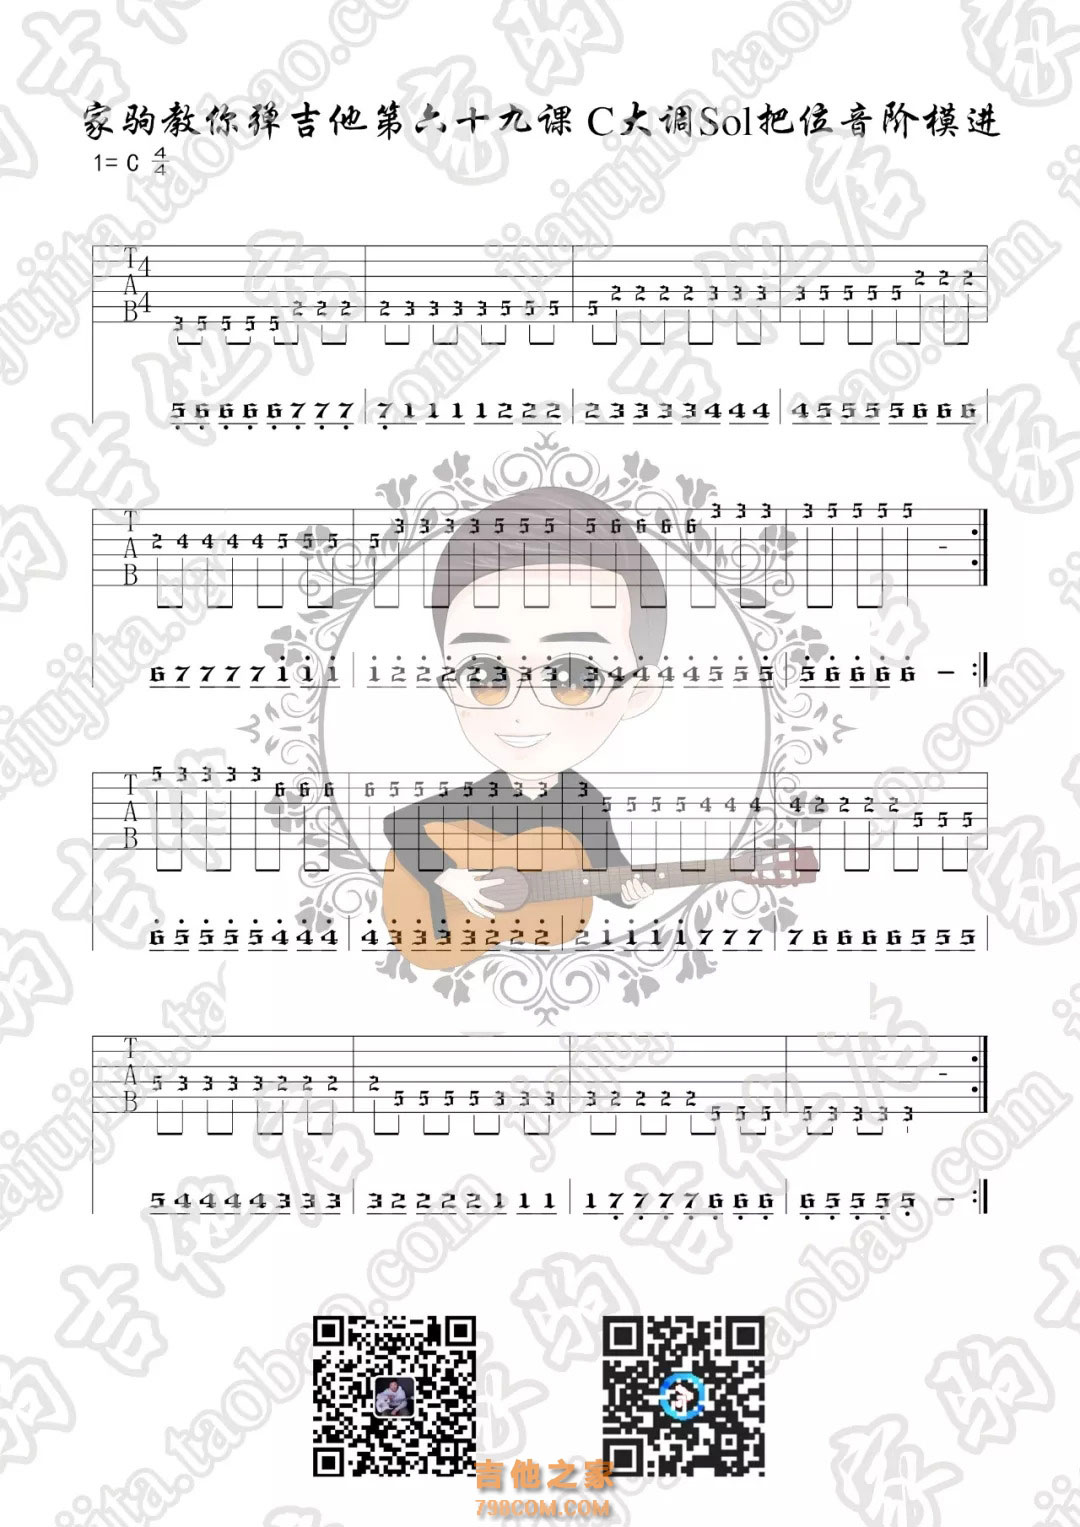 家驹教你弹吉他第六十九课 C大调Sol把位音阶模进
1= C 4/4
T 4
A
B 4
3 5 5 5 5 2 2 2 2 3 3 3 3 5 5 5 5 2 2 2 2 3 3 3 3 5 5 5 5 2 2 2
5 6 6 6 6 7 7 7 | 7 1 1 1 1 2 2 2 | 2 3 3 3 3 4 4 4 | 4 5 5 5 5 6 6 6
T
A
B
2 4 4 4 4 5 5 5 5 3 3 3 3 5 5 5 5 6 6 6 6 3 3 3 3 5 5 5 5 -
6 7 7 7 7 1 1 1 | 1 2 2 2 2 3 3 3 | 3 4 4 4 4 5 5 5 | 5 6 6 6 6 - :||
T
A
B
5 3 3 3 3 6 6 6 6 5 5 5 5 3 3 3 3 5 5 5 5 4 4 4 4 2 2 2 2 5 5 5
6 5 5 5 5 4 4 4 | 4 3 3 3 3 2 2 2 | 2 1 1 1 1 7 7 7 | 7 6 6 6 6 5 5 5
T
A
B
5 3 3 3 3 2 2 2 2 5 5 5 5 3 3 3 3 2 2 2 2 5 5 5 5 3 3 3 3 -
5 4 4 4 4 3 3 3 | 3 2 2 2 2 1 1 1 | 1 7 7 7 7 6 6 6 | 6 5 5 5 5 - :||
吉他之家
798COM.COM